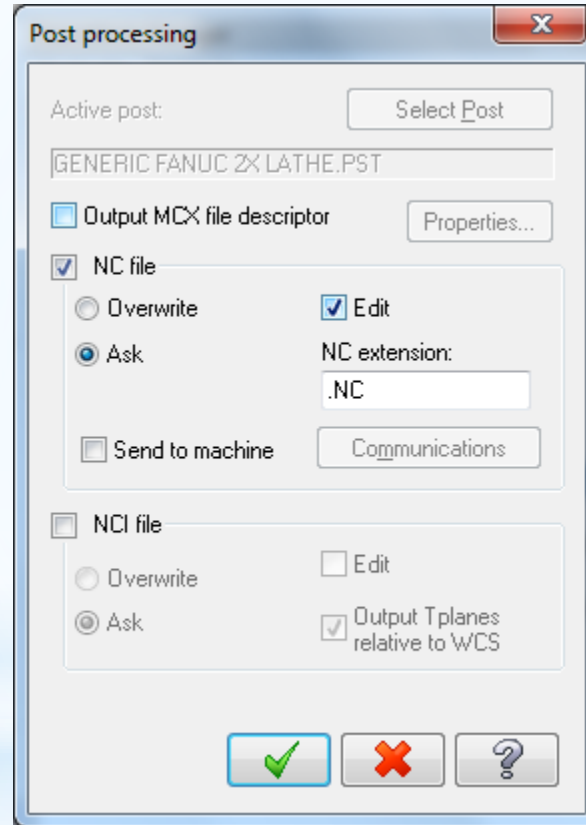 Post processing
Active post:
Select Post
GENERIC FANUC 2X LATHE.PST
Output MCX file descriptor
Properties...
NC file
Overwrite
Edit
Ask
NC extension:
.NC
Send to machine
Communications
NCI file
Overwrite
Edit
Ask
Output Tplanes
relative to WCS